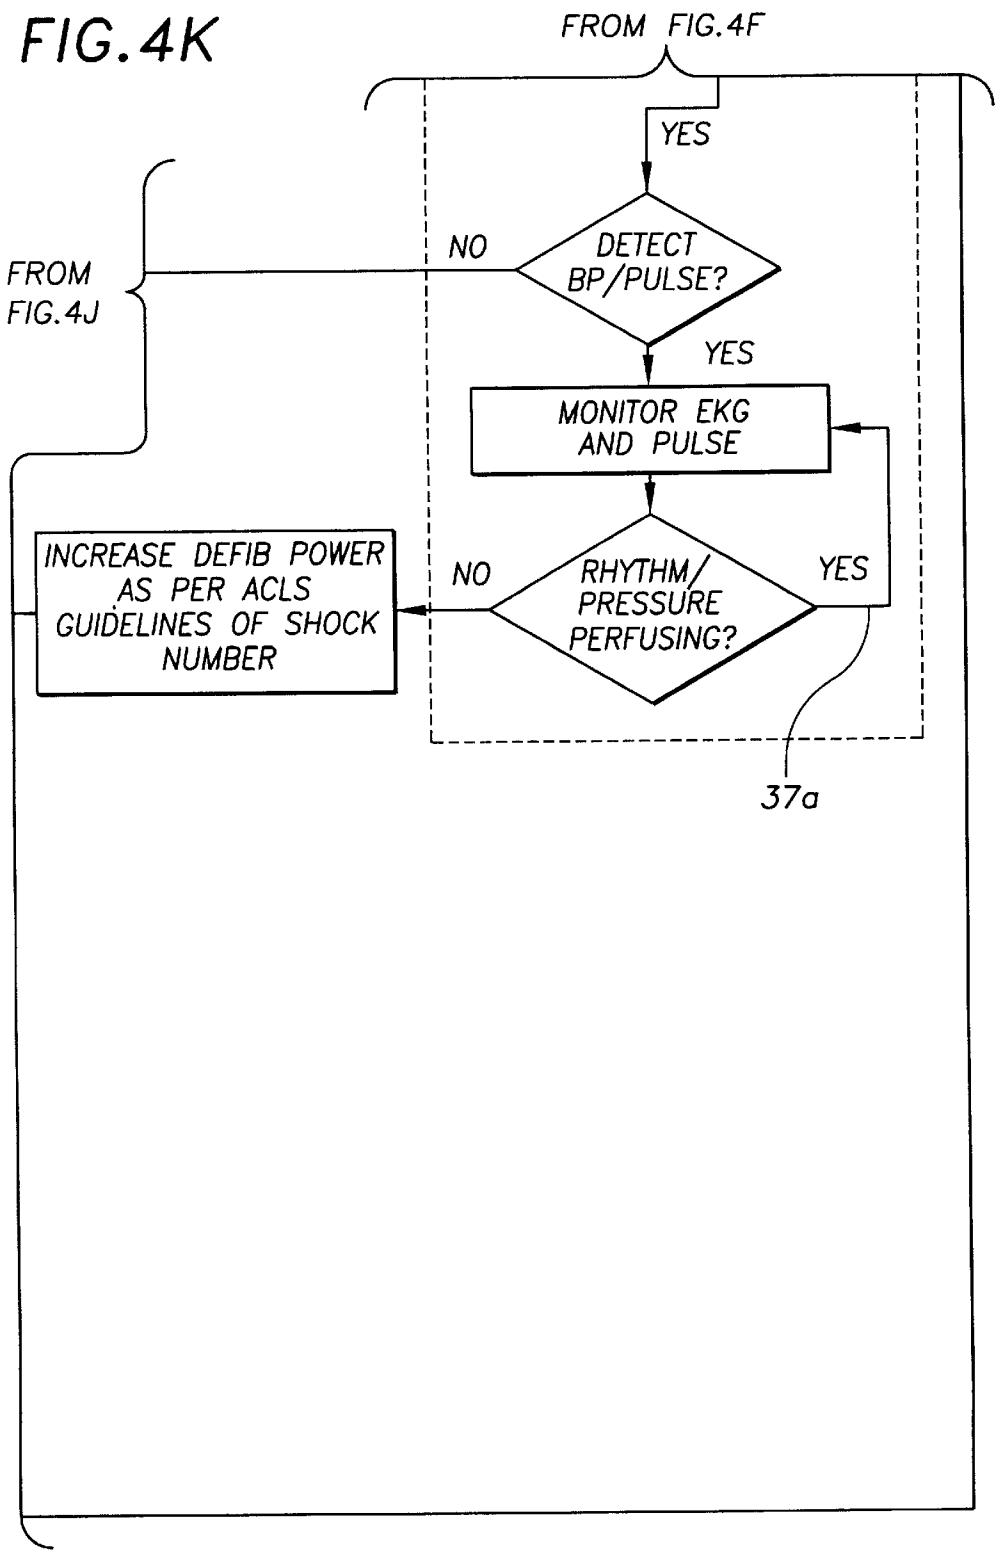 FIG.4K
FROM FIG.4F
YES
NO
DETECT
BP/PULSE?
FROM
FIG.4J
YES
MONITOR EKG
AND PULSE
INCREASE DEFIB POWER
AS PER ACLS
GUIDELINES OF SHOCK
NUMBER
NO
RHYTHM/
PRESSURE
PERFUSING?
YES
37a